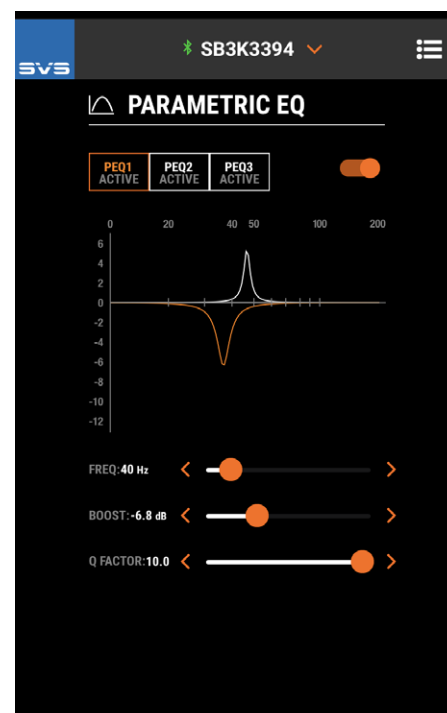 SVS
SB3K3394
PARAMETRIC EQ
PEQ1 PEQ2 PEQ3
ACTIVE ACTIVE ACTIVE
0 20 40 50 100 200
6
4
2
0
-2
-4
-6
-8
-10
-12
FREQ:40 Hz
BOOST:-6.8 dB
Q FACTOR:10.0